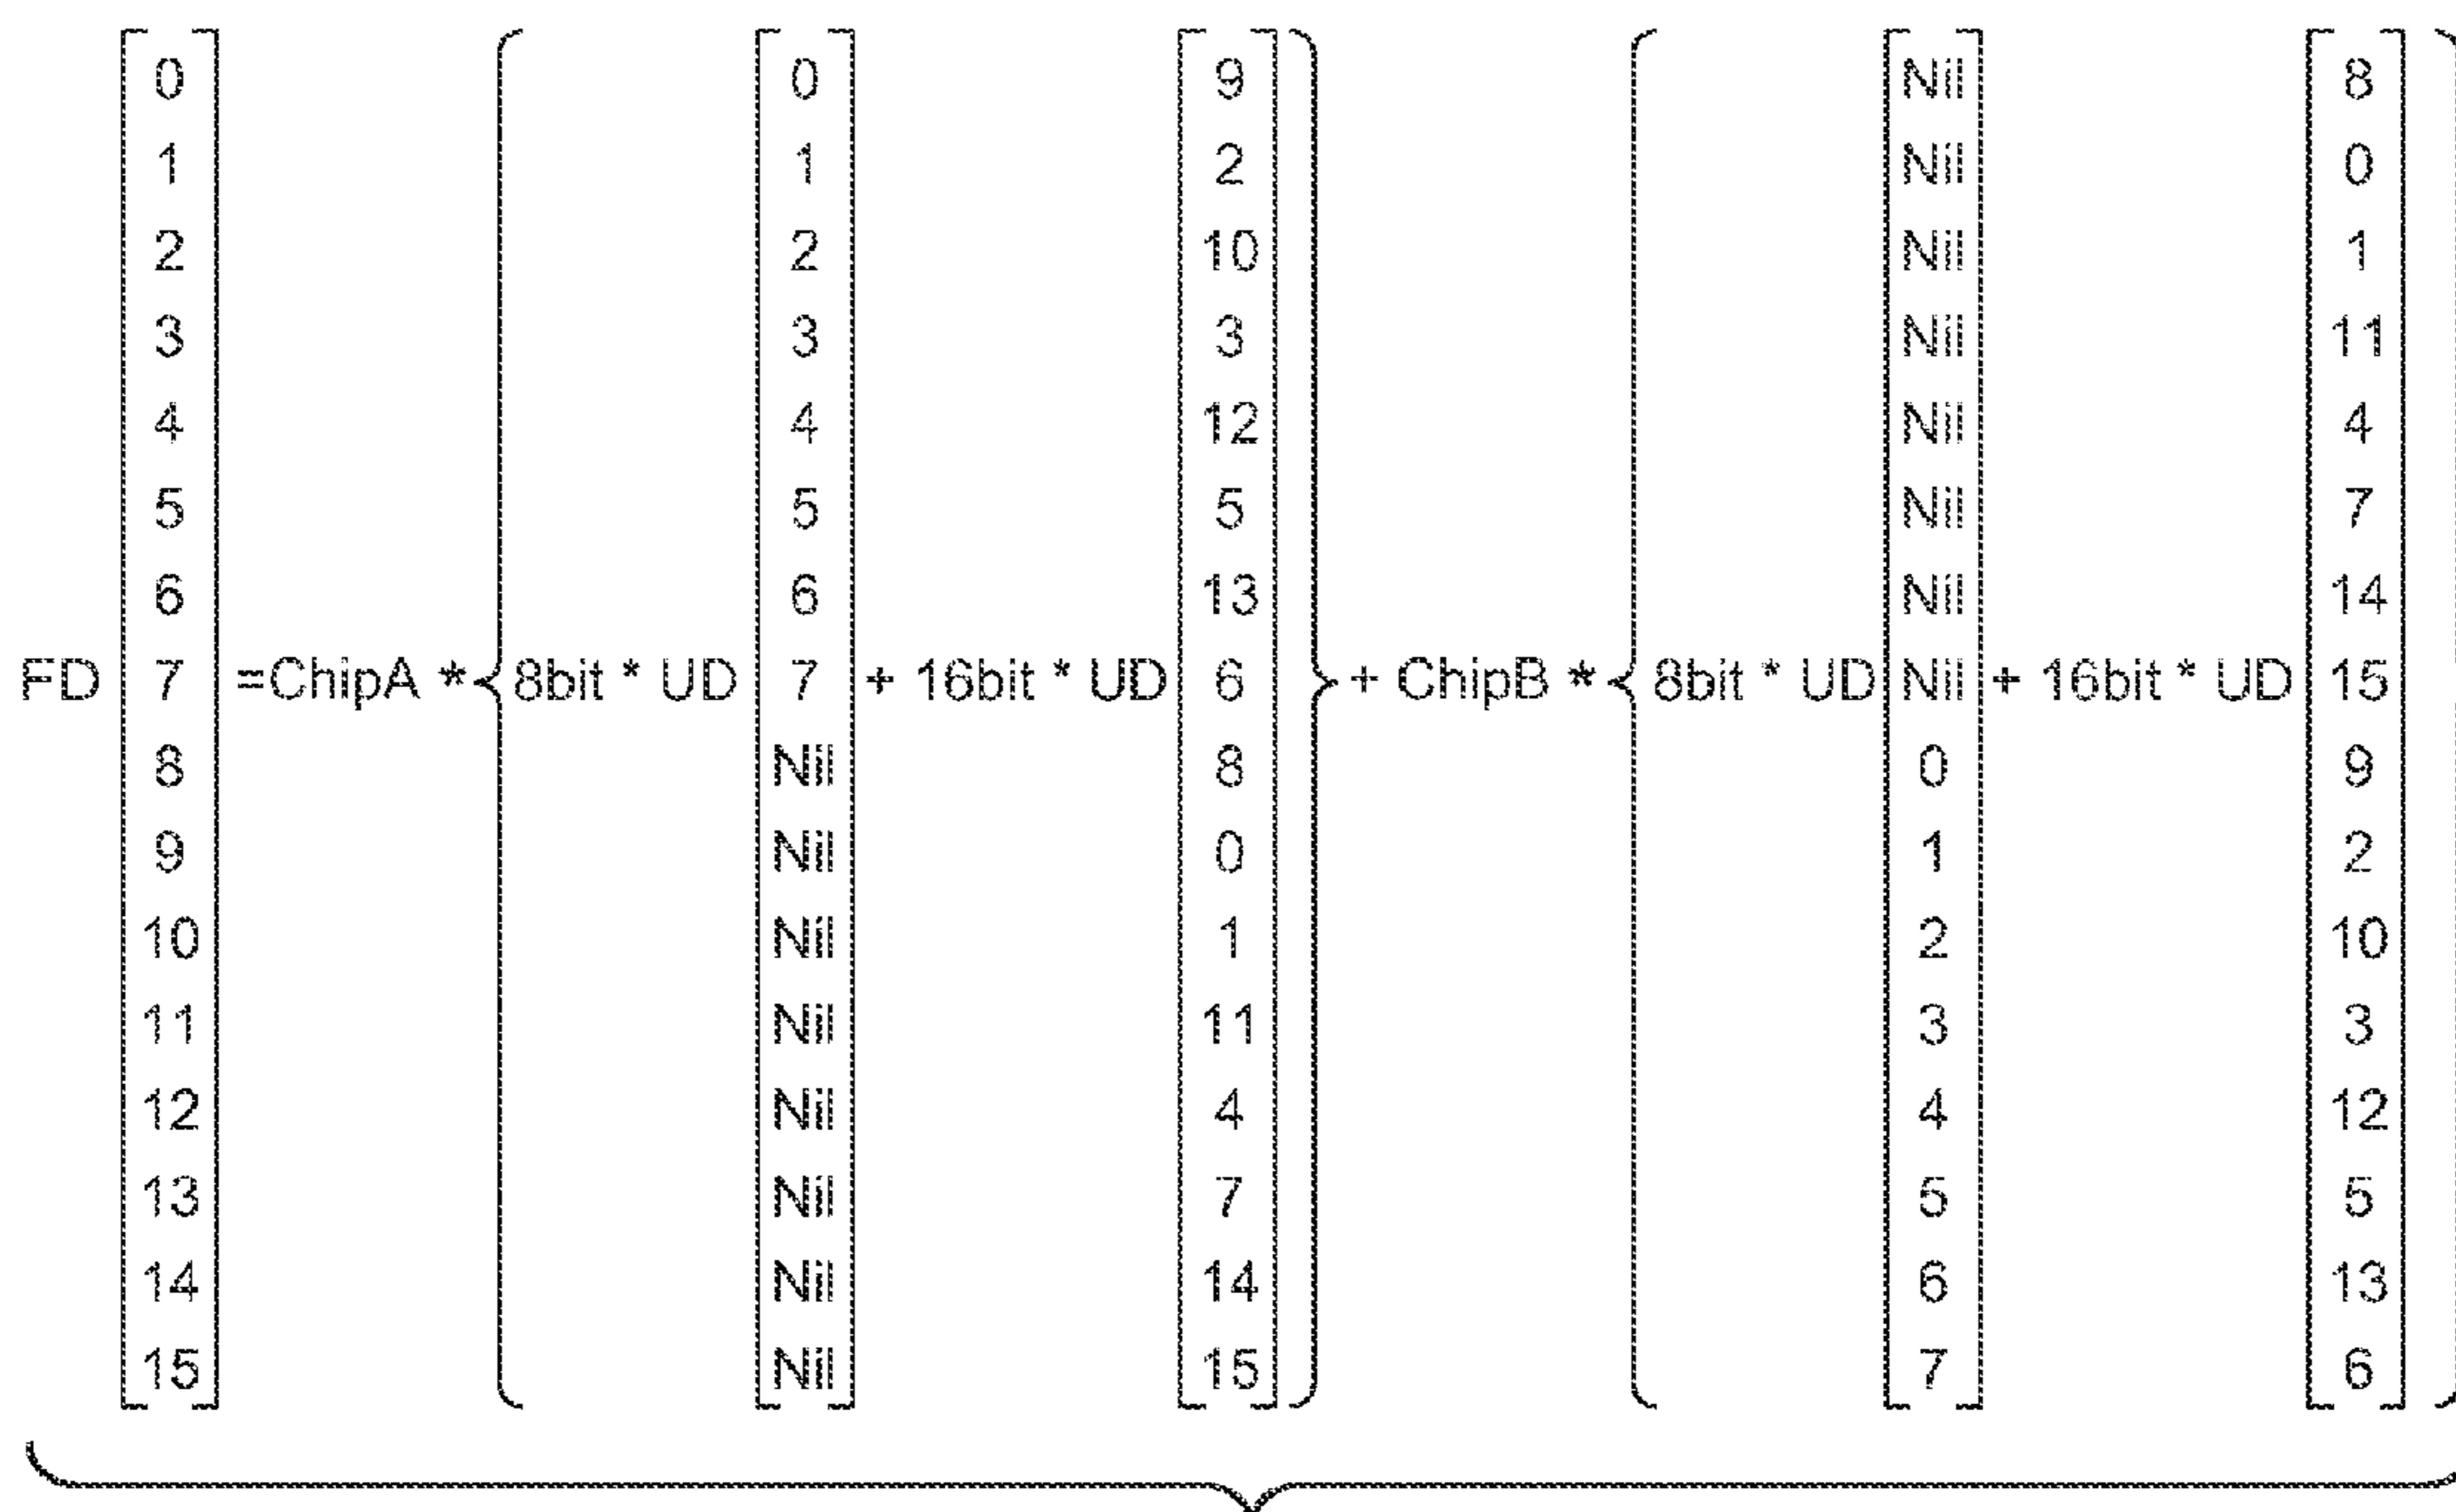 0 0 9 Nil 8
1 1 2 Nil 0
2 2 10 Nil 1
3 3 3 Nil 11
4 4 12 Nil 4
5 5 5 Nil 7
6 6 13 Nil 14
FD 7 =ChipA * { 8bit * UD 7 + 16bit * UD 6 } + ChipB * { 8bit * UD Nil + 16bit * UD 15
8 Nil 8 0 9
9 Nil 0 1 2
10 Nil 1 2 10
11 Nil 11 3 3
12 Nil 4 4 12
13 Nil 7 5 5
14 Nil 14 6 13
15 Nil 15 7 6